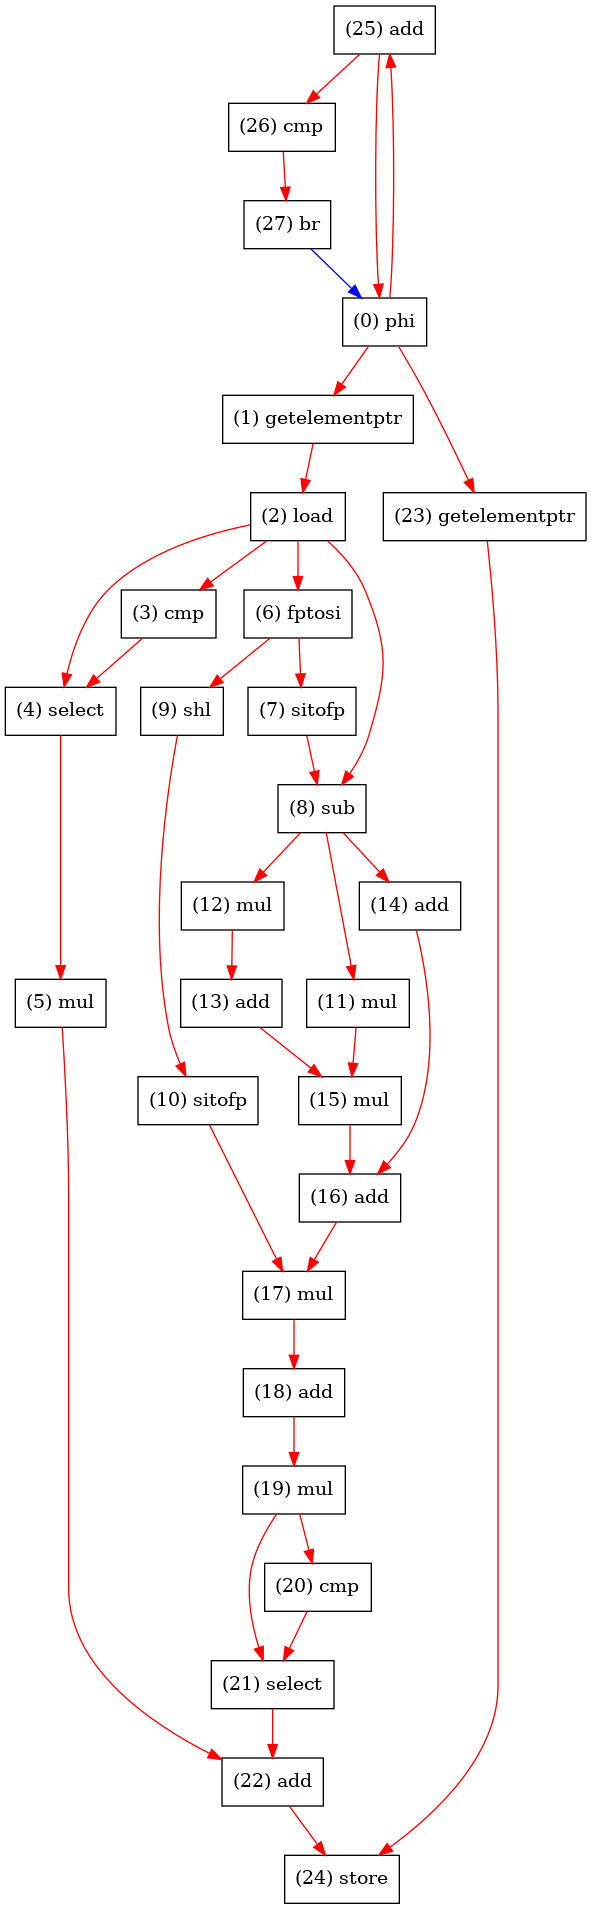 (25) add
(26) cmp
(27) br
(0) phi
(1) getelementptr
(2) load
(23) getelementptr
(3) cmp
(6) fptosi
(4) select
(9) shl
(7) sitofp
(8) sub
(12) mul
(14) add
(5) mul
(13) add
(11) mul
(10) sitofp
(15) mul
(16) add
(17) mul
(18) add
(19) mul
(20) cmp
(21) select
(22) add
(24) store